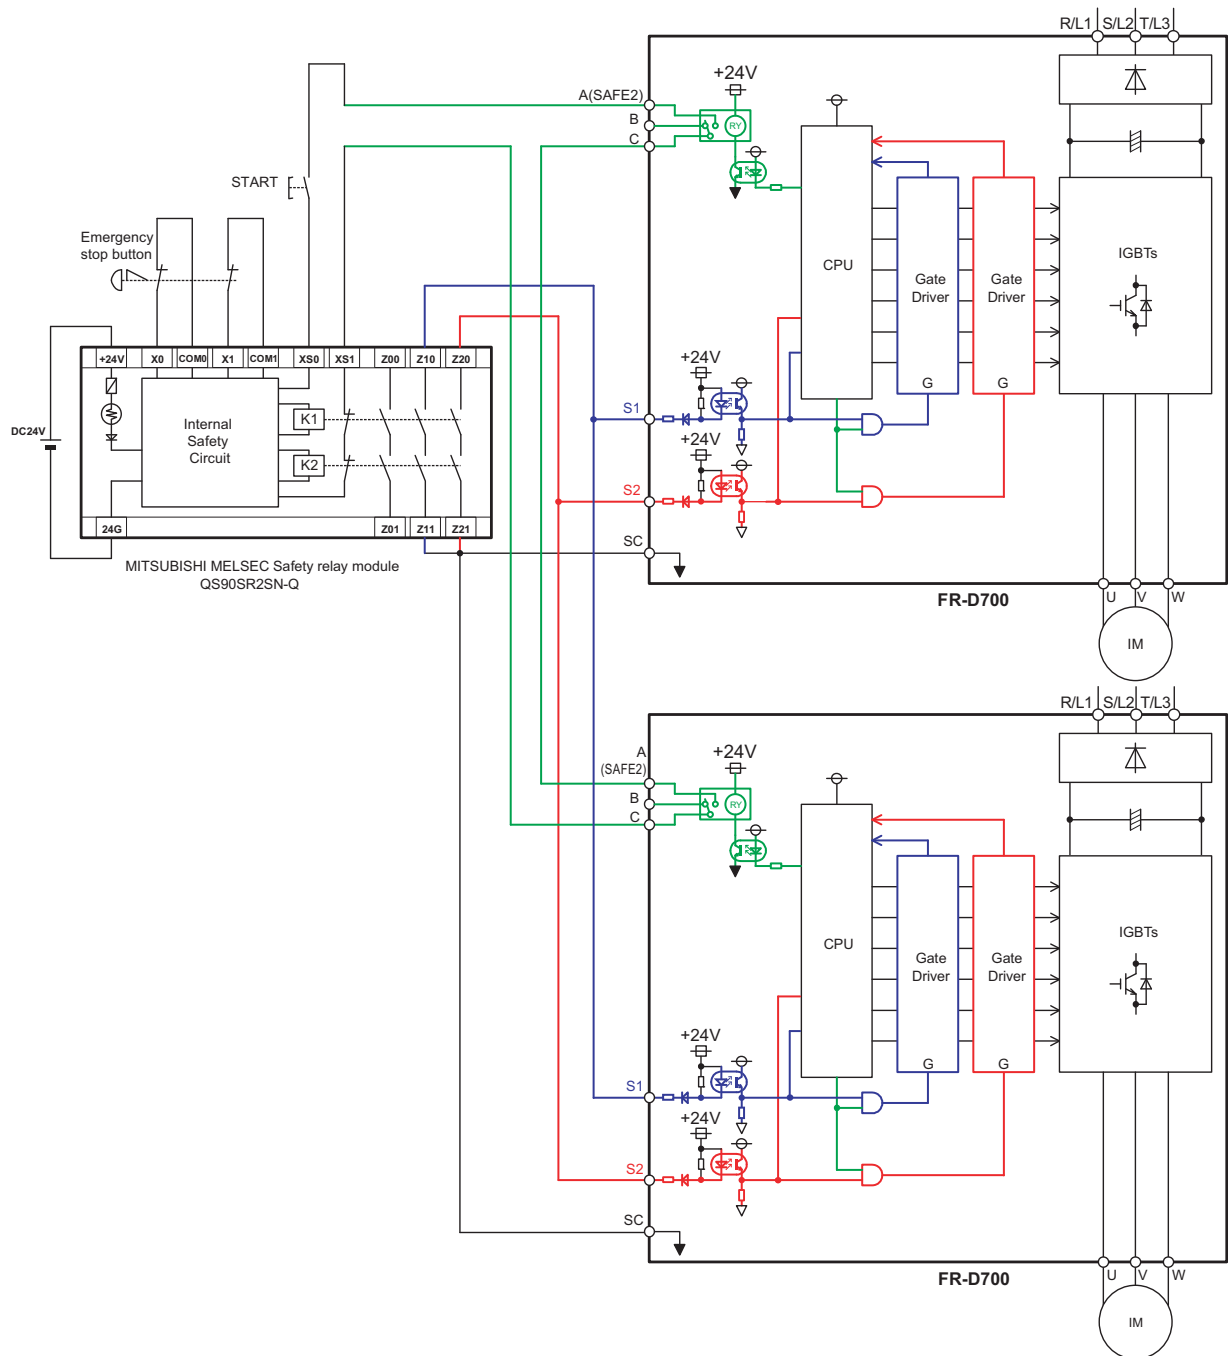 R/L1 S/L2 T/L3
+24V
A(SAFE2)
B
C
RY
START
Emergency
stop button
CPU
Gate
Driver
Gate
Driver
IGBTs
G
G
+24V X0 COM0 X1 COM1 XS0 XS1 Z00 Z10 Z20
DC24V
Internal
Safety
Circuit
K1
K2
24G Z01 Z11 Z21
MITSUBISHI MELSEC Safety relay module
QS90SR2SN-Q
+24V
S1
+24V
S2
SC
FR-D700
U V W
IM
R/L1 S/L2 T/L3
+24V
A
(SAFE2)
B
C
RY
CPU
Gate
Driver
Gate
Driver
IGBTs
G
G
+24V
S1
+24V
S2
SC
FR-D700
U V W
IM